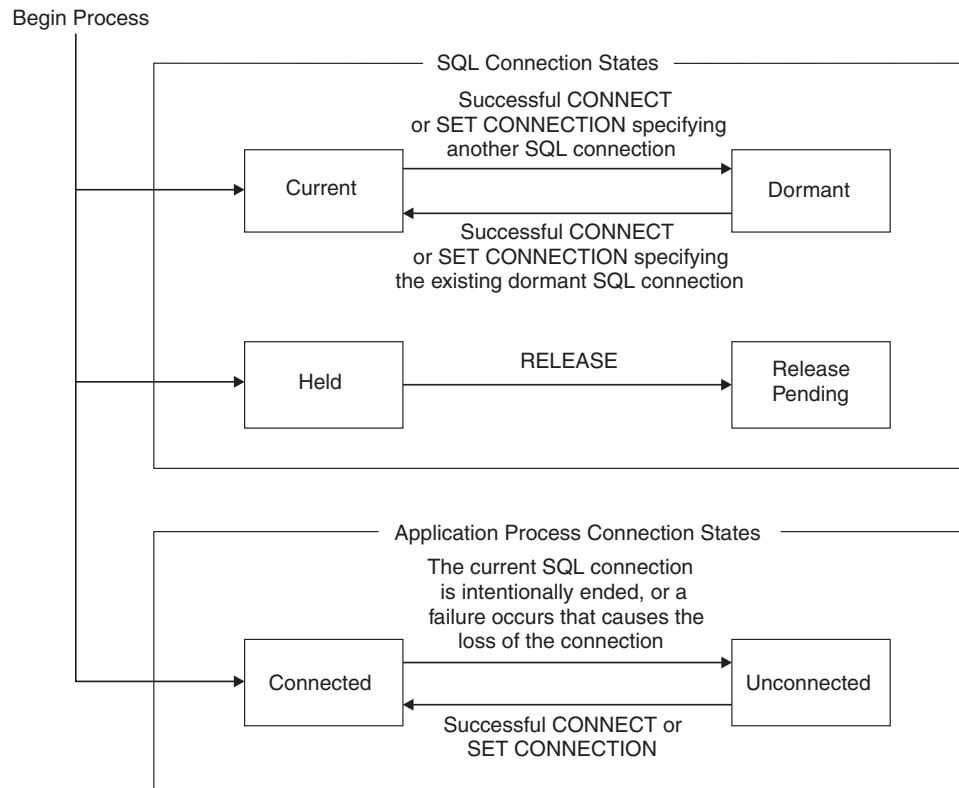 Begin Process
SQL Connection States
Successful CONNECT
or SET CONNECTION specifying
another SQL connection
Current
Dormant
Successful CONNECT
or SET CONNECTION specifying
the existing dormant SQL connection
Held
RELEASE
Release
Pending
Application Process Connection States
The current SQL connection
is intentionally ended, or a
failure occurs that causes the
loss of the connection
Connected
Unconnected
Successful CONNECT or
SET CONNECTION